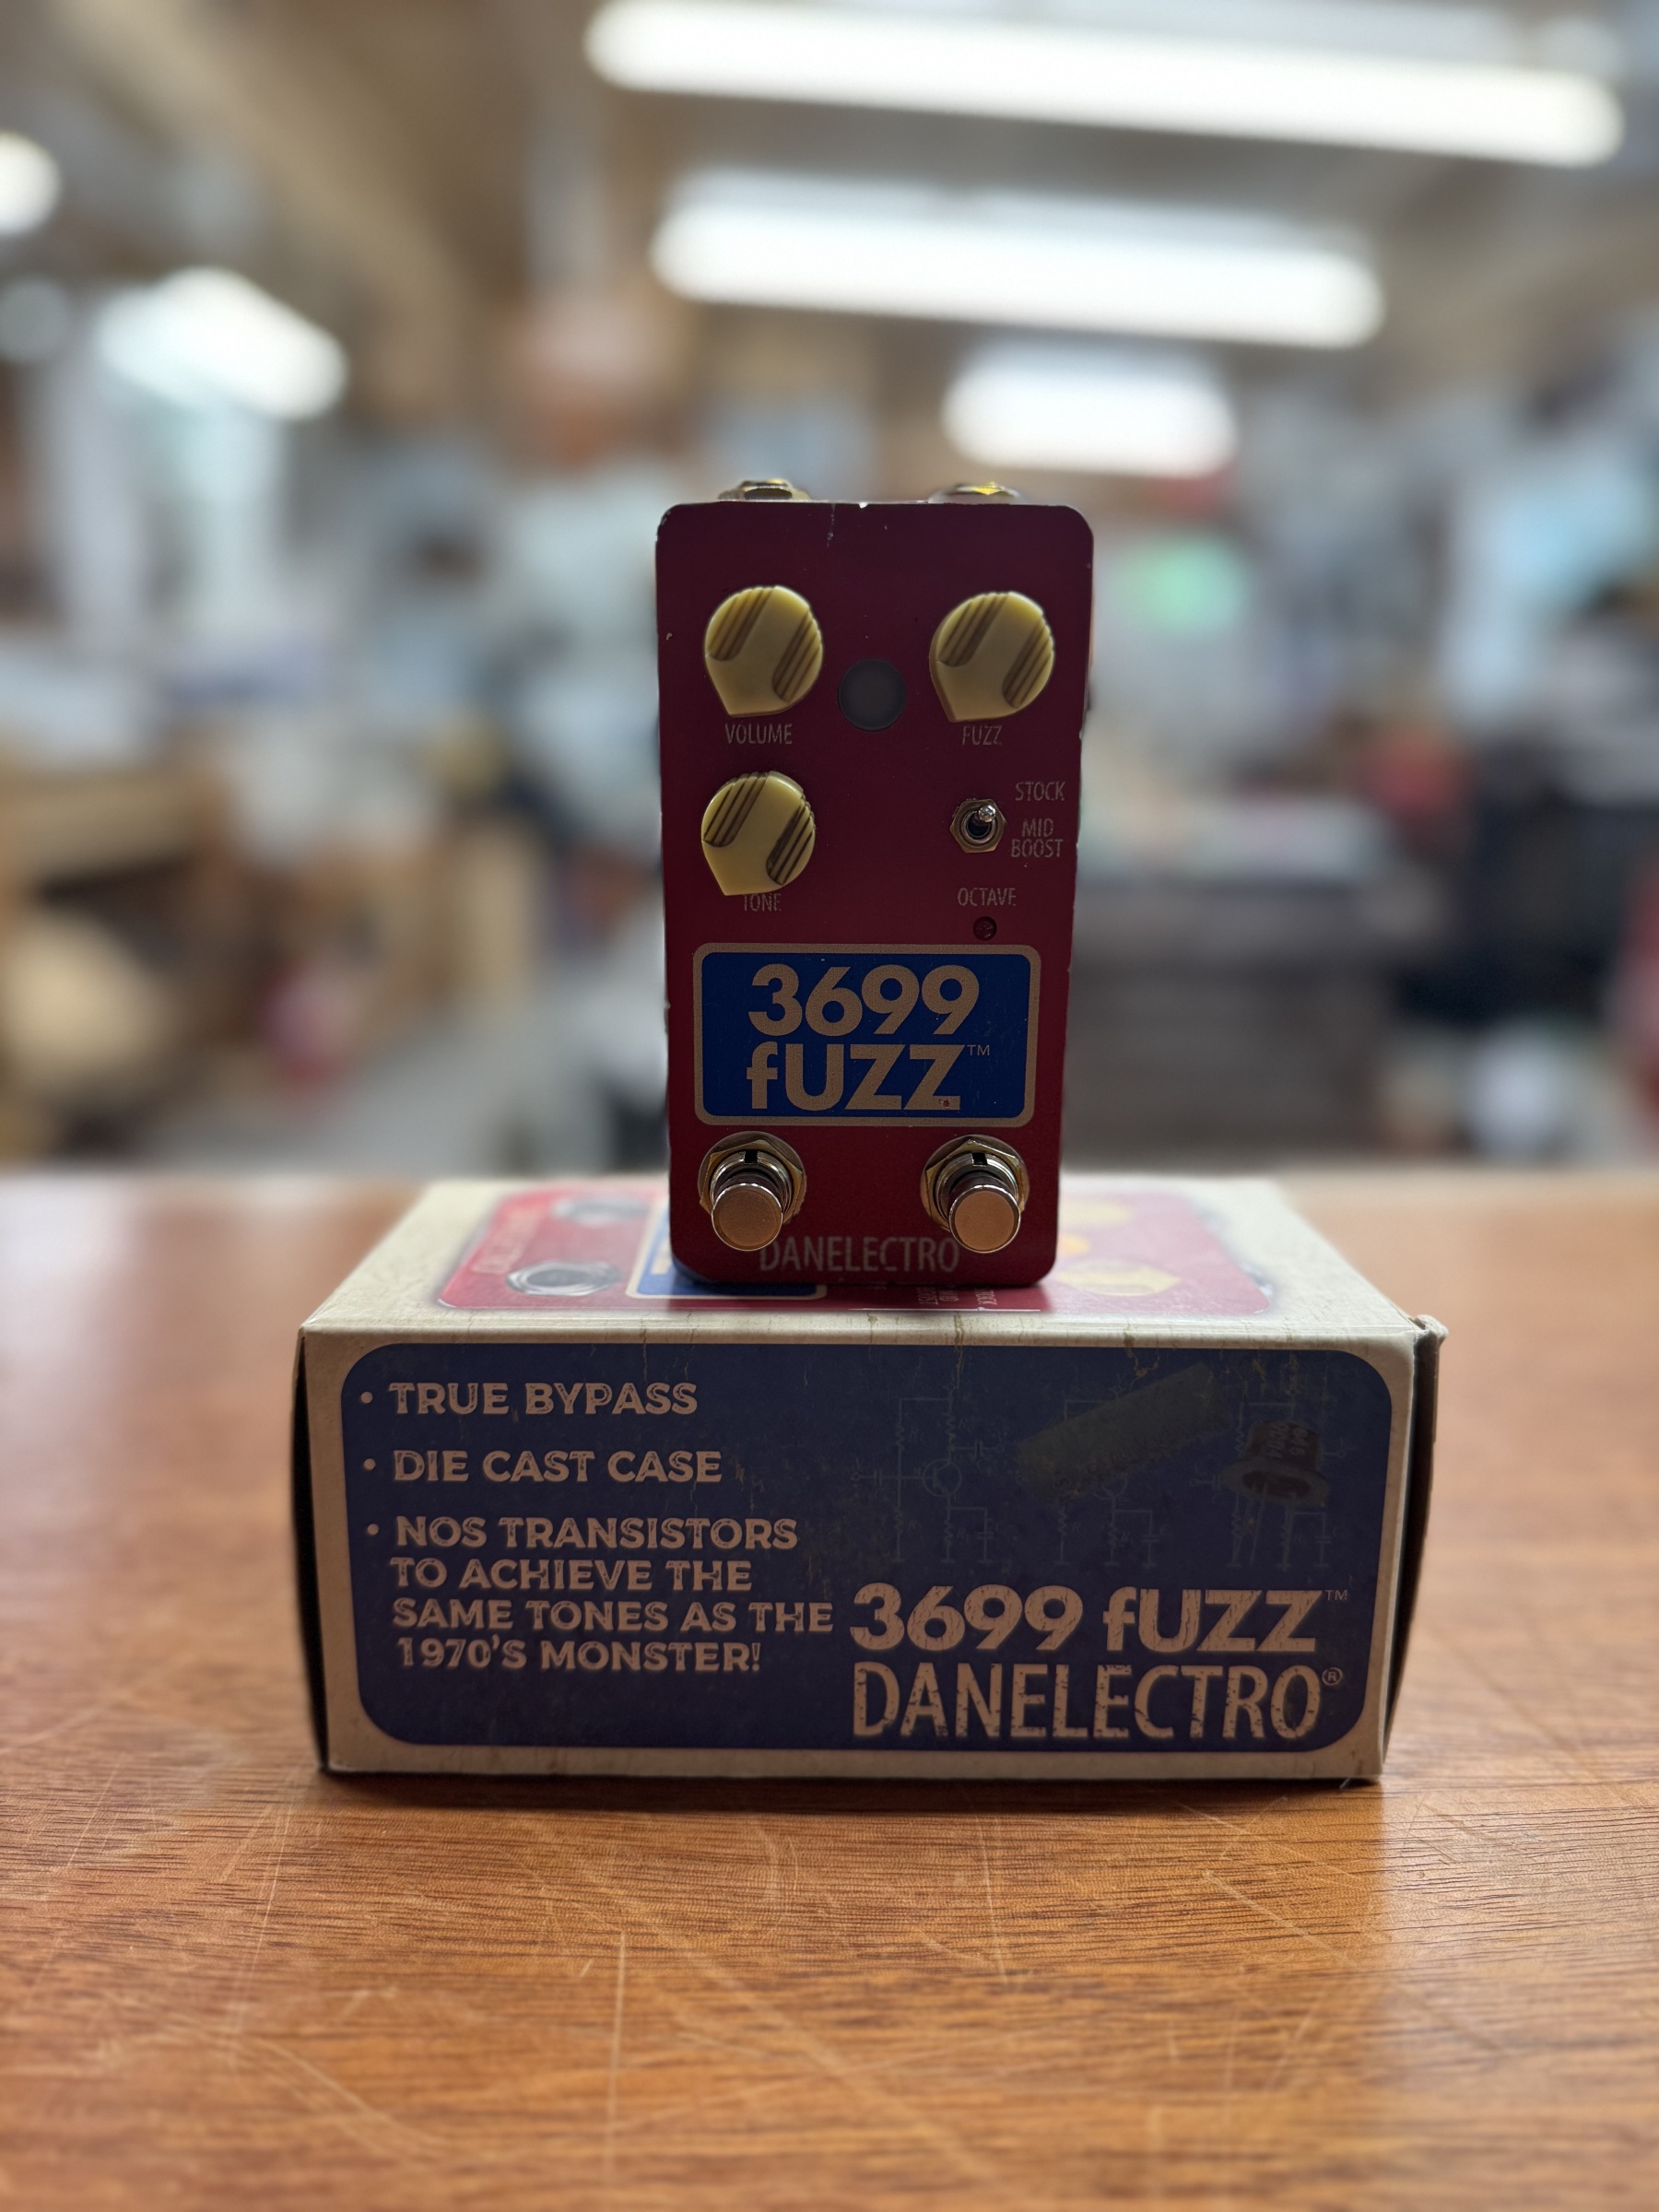 VOLUME
FUZZ
TONE
STOCK
MID
BOOST
OCTAVE
3699
fUZZ™
DANELECTRO
• TRUE BYPASS
• DIE CAST CASE
• NOS TRANSISTORS
TO ACHIEVE THE
SAME TONES AS THE
1970'S MONSTER!
3699 fUZZ™
DANELECTRO®